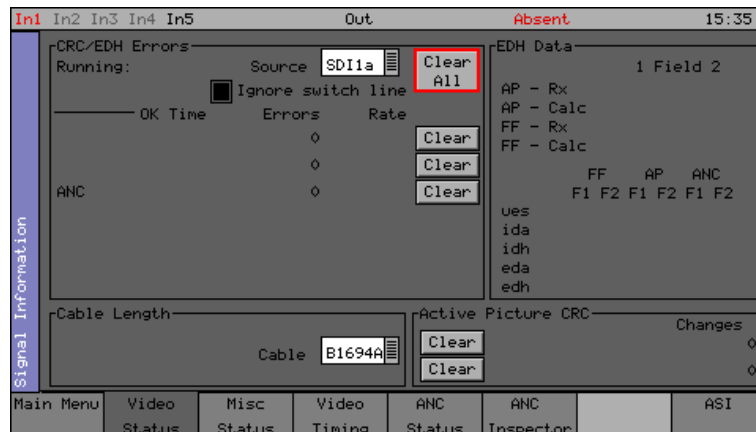 In1 In2 In3 In4 In5 Out Absent 15:35
Signal Information
CRC/EDH Errors
Running: Source SDI1a Clear All
Ignore switch line
OK Time Errors Rate
0 Clear
0 Clear
ANC 0 Clear
EDH Data
1 Field 2
AP - Rx
AP - Calc
FF - Rx
FF - Calc
FF AP ANC
F1 F2 F1 F2 F1 F2
ues
ida
idh
eda
edh
Cable Length
Cable B1694A
Active Picture CRC
Changes
Clear 0
Clear 0
Main Menu Video Status Misc Status Video Timing ANC Status ANC Inspector ASI